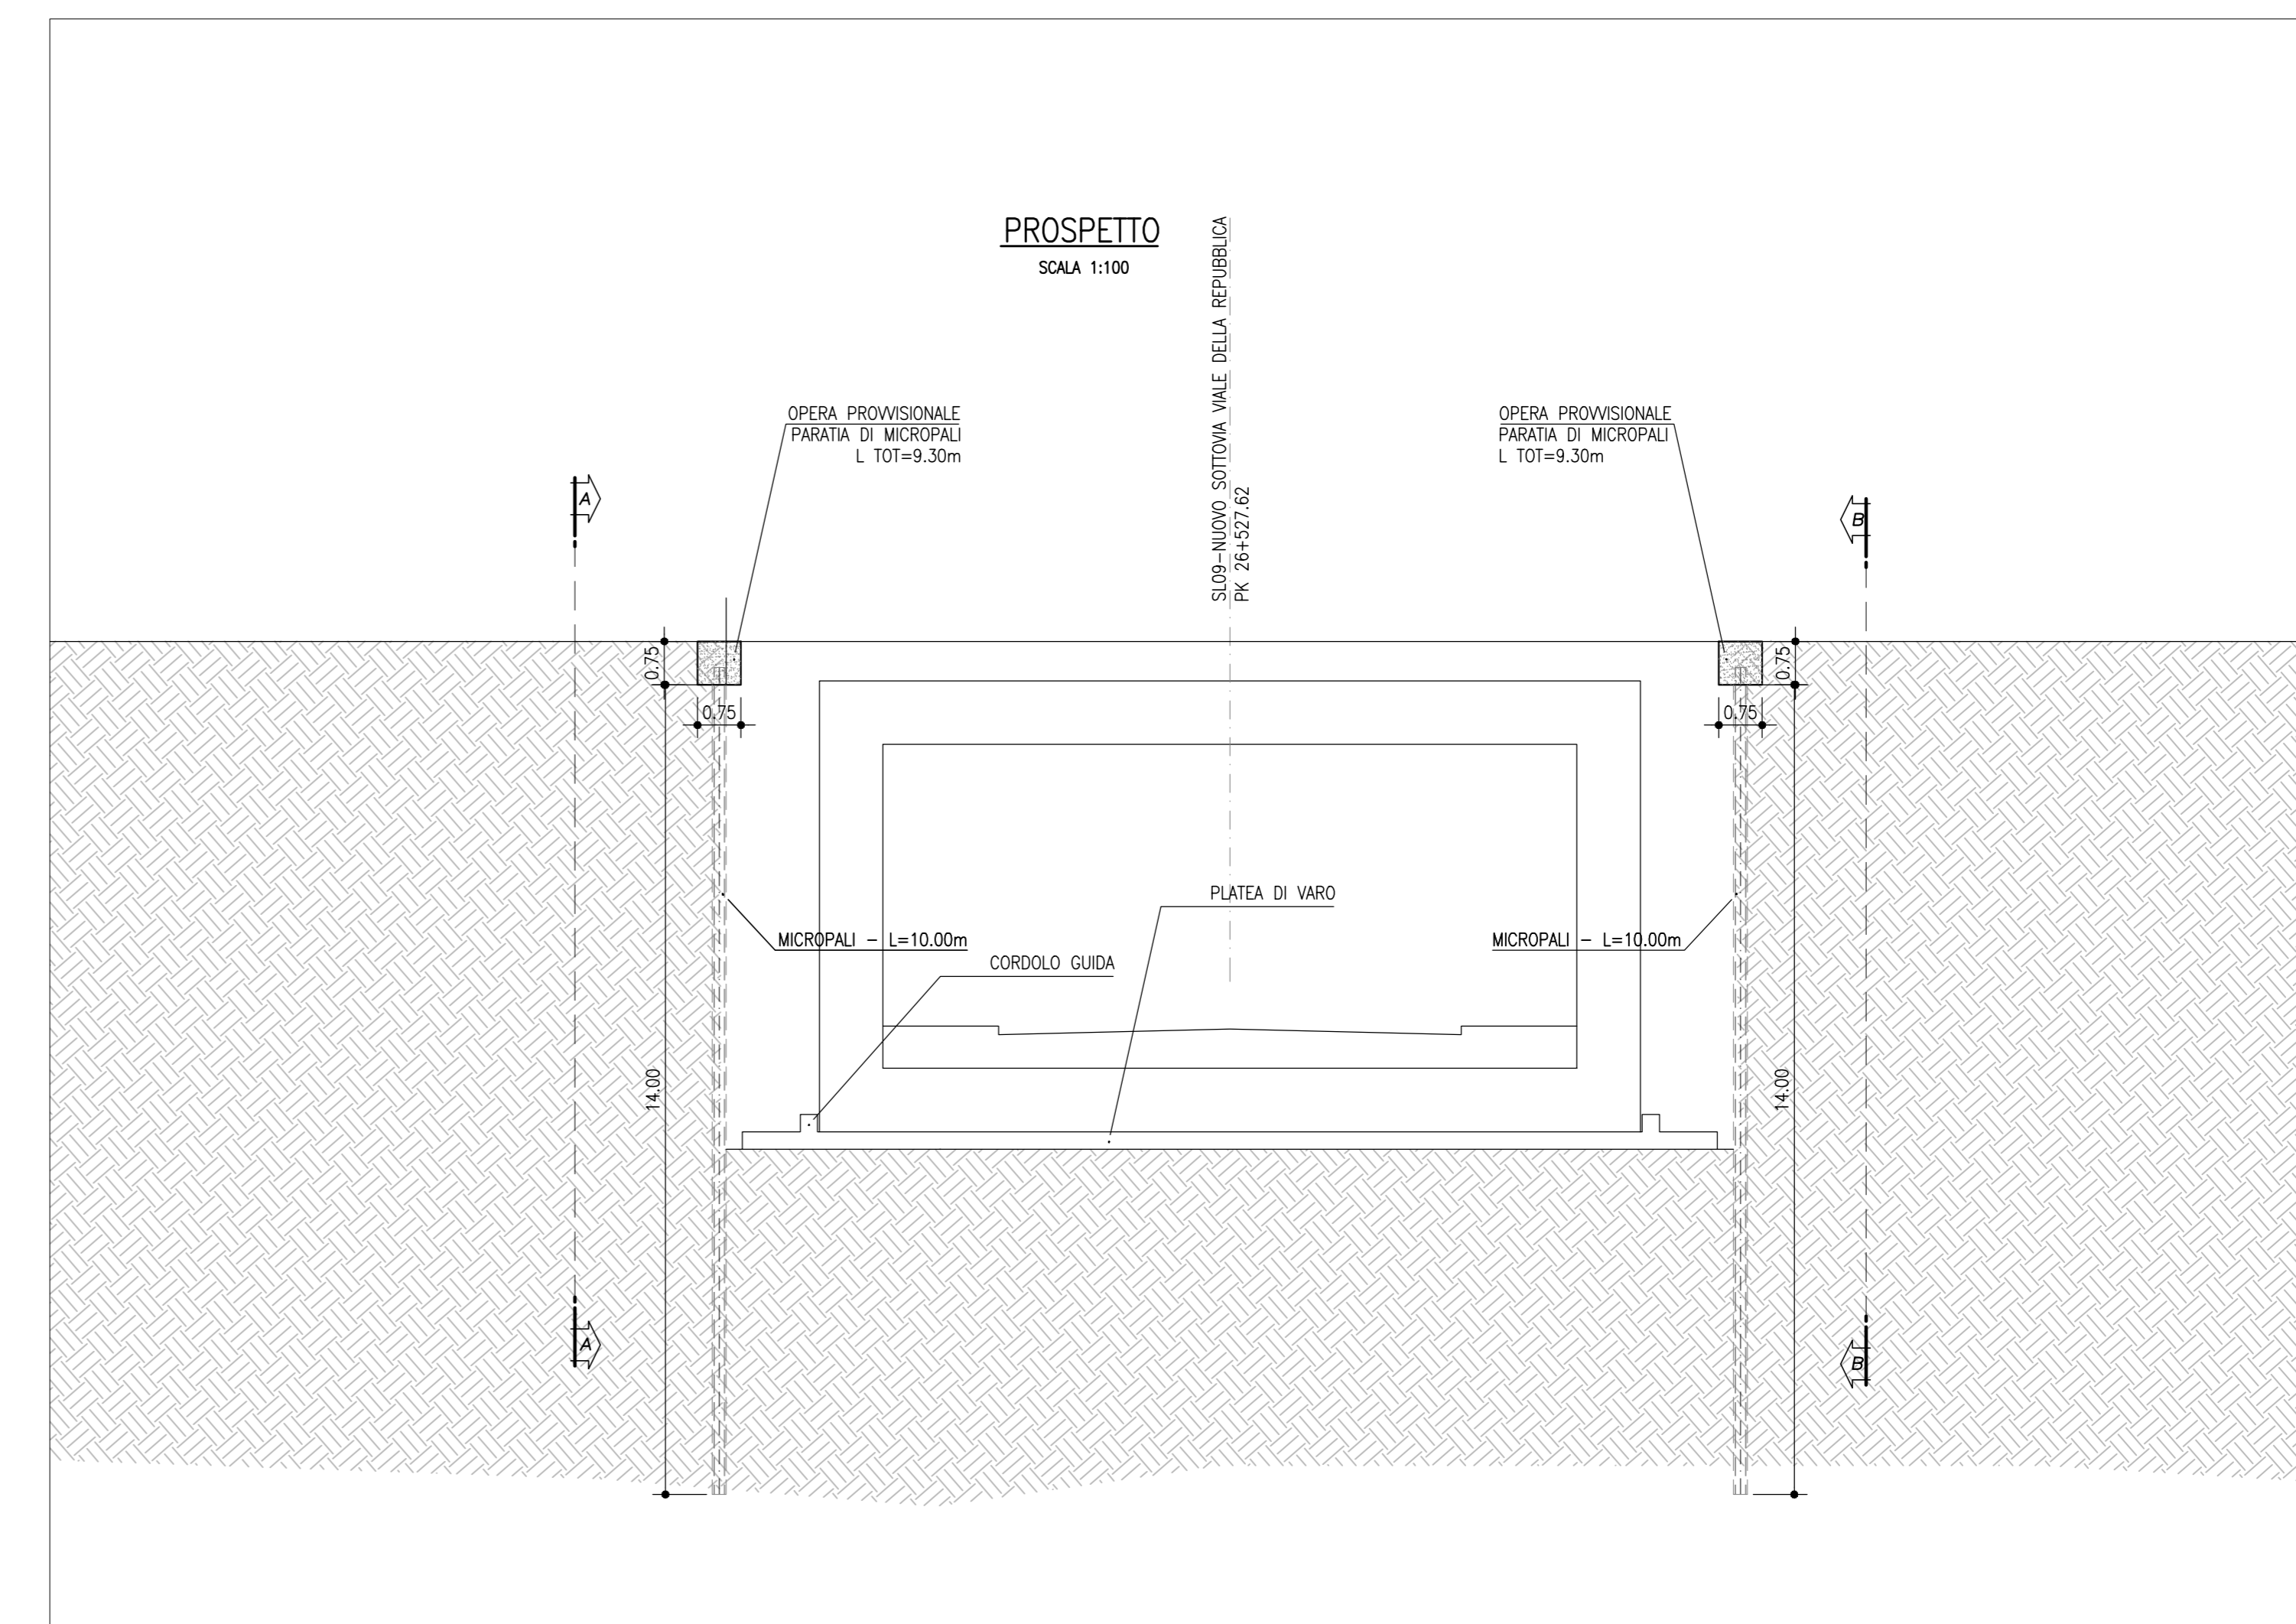 PROSPETTO
SCALA 1:100
SL09-NUOVO SOTTOVIA VIALE DELLA REPUBBLICA
PK 26+527.62
OPERA PROVVISIONALE
PARATIA DI MICROPALI
L TOT=9.30m
OPERA PROVVISIONALE
PARATIA DI MICROPALI
L TOT=9.30m
A
B
0.75
0.75
0.75
0.75
PLATEA DI VARO
MICROPALI - L=10.00m
MICROPALI - L=10.00m
CORDOLO GUIDA
14.00
14.00
A
B